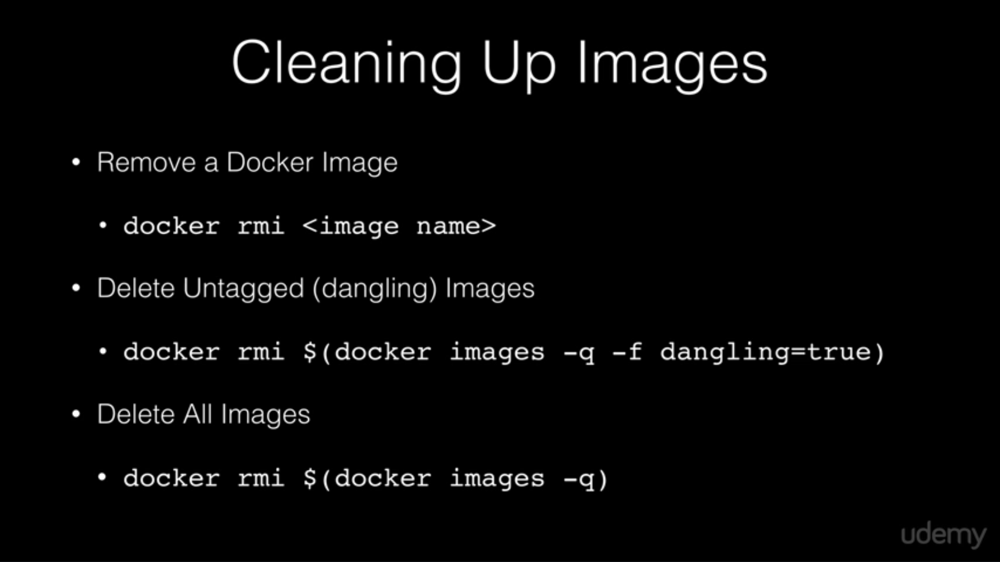 Cleaning Up Images
• Remove a Docker Image
• docker rmi <image name>
• Delete Untagged (dangling) Images
• docker rmi $(docker images -q -f dangling=true)
• Delete All Images
• docker rmi $(docker images -q)
udemy